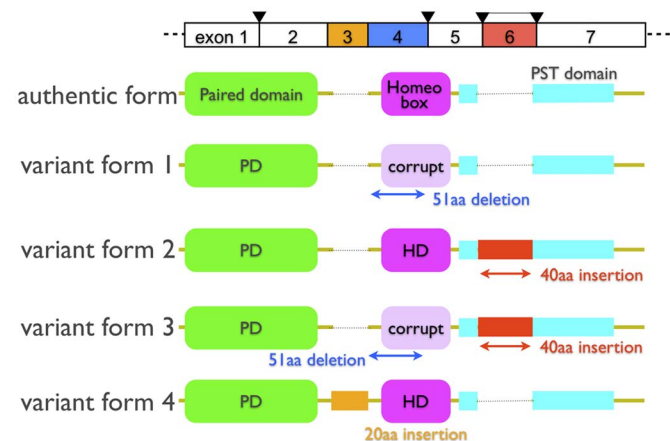 exon 1 2 3 4 5 6 7
PST domain
authentic form Paired domain Homeo
box
variant form 1 PD corrupt
51aa deletion
variant form 2 PD HD
40aa insertion
variant form 3 PD corrupt
51aa deletion 40aa insertion
variant form 4 PD HD
20aa insertion